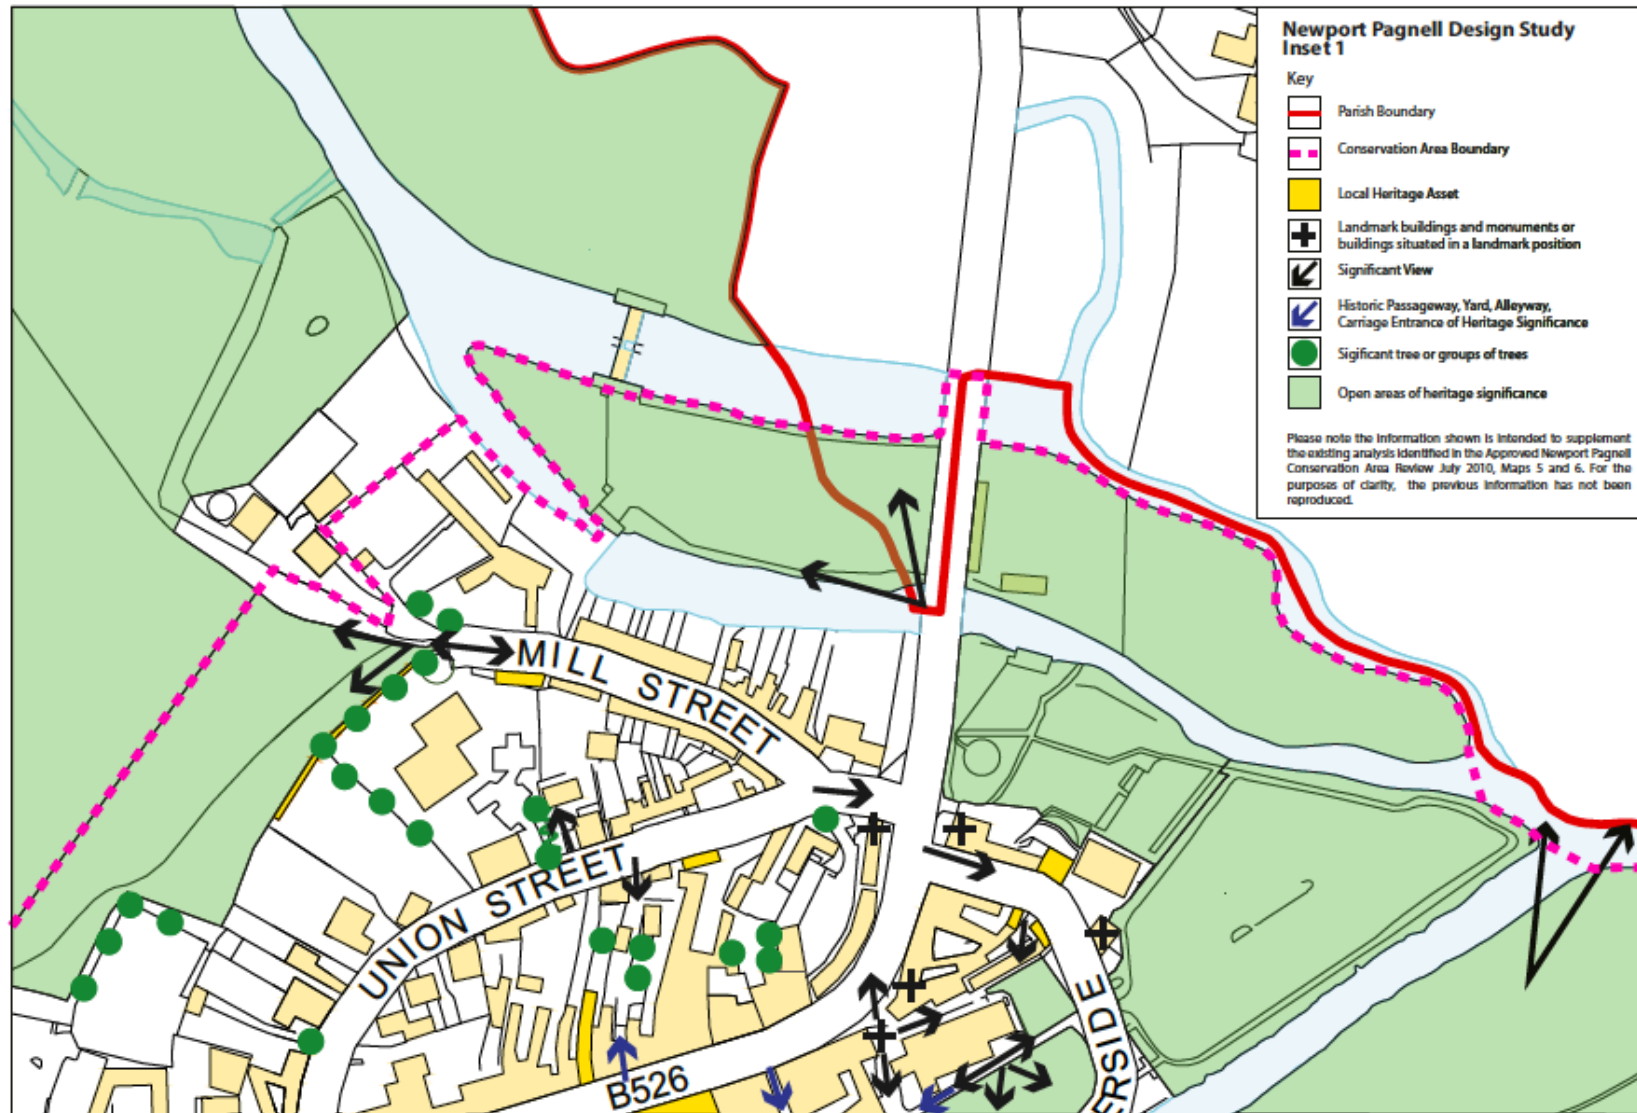 Newport Pagnell Design Study
Inset 1
Key
Parish Boundary
Conservation Area Boundary
Local Heritage Asset
Landmark buildings and monuments or
buildings situated in a landmark position
Significant View
Historic Passageway, Yard, Alleyway,
Carriage Entrance of Heritage Significance
Sigificant tree or groups of trees
Open areas of heritage significance
Please note the information shown is intended to supplement
the existing analysis identified in the Approved Newport Pagnell
Conservation Area Review July 2010, Maps 5 and 6. For the
purposes of clarity, the previous information has not been
reproduced.
MILL STREET
UNION STREET
B526
ERSIDE